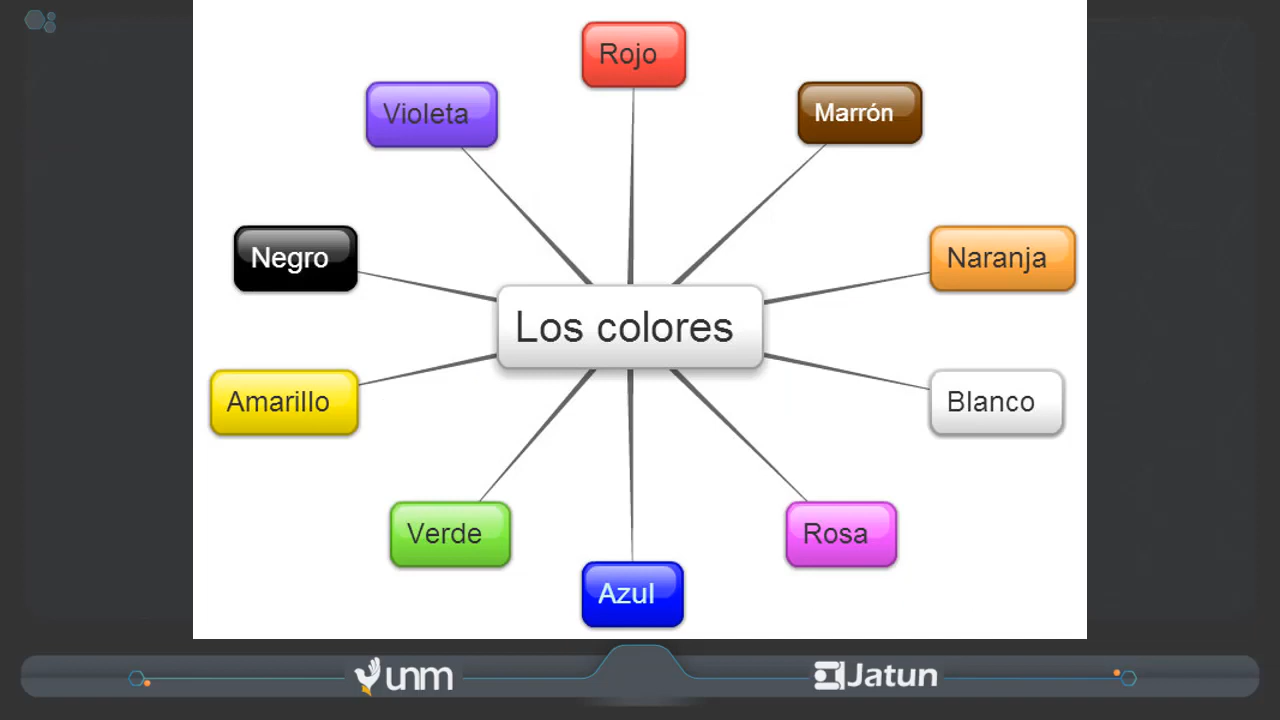 Rojo
Violeta
Marrón
Negro
Naranja
Los colores
Amarillo
Blanco
Verde
Rosa
Azul
unm
Jatun